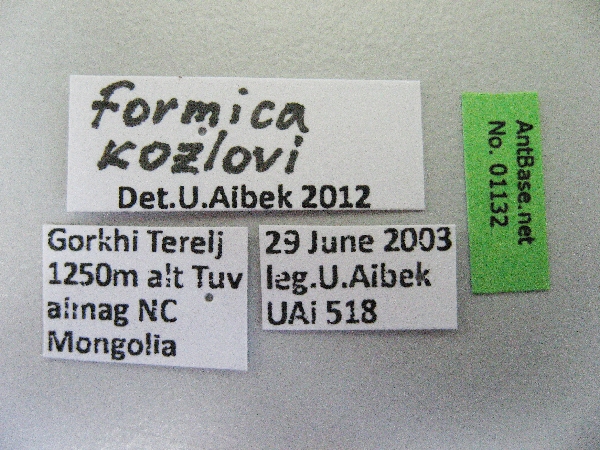 formica
kozlovi
Det.U.Aibek 2012
Gorkhi Terelj
1250m alt Tuv
aimag NC
Mongolia
29 June 2003
leg.U.Aibek
UAi 518
AntBase.net
No. 01132